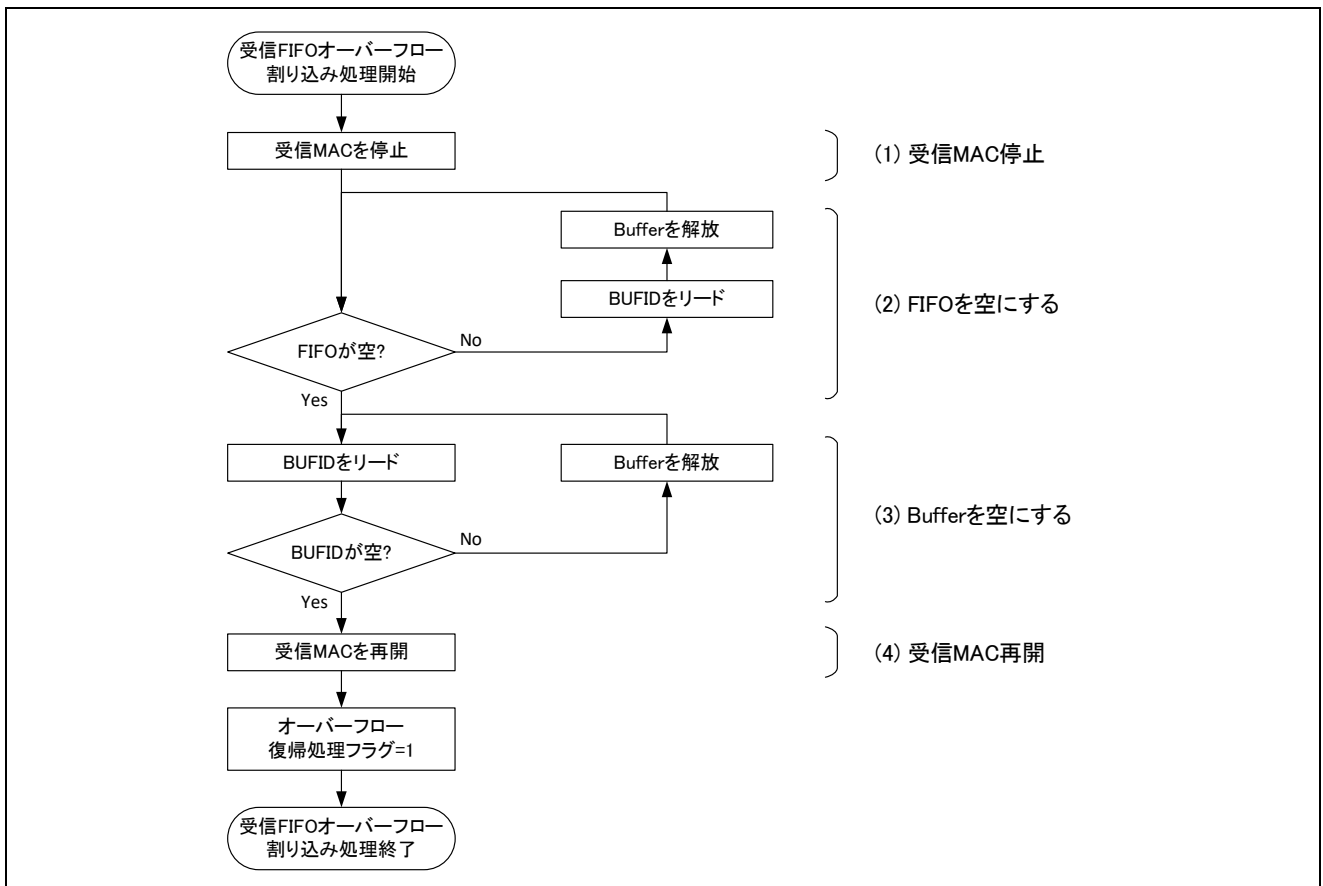 受信FIFOオーバーフロー
割り込み処理開始
受信MACを停止
(1) 受信MAC停止
Bufferを解放
BUFIDをリード
(2) FIFOを空にする
FIFOが空?
No
Yes
BUFIDをリード
Bufferを解放
(3) Bufferを空にする
BUFIDが空?
No
Yes
受信MACを再開
(4) 受信MAC再開
オーバーフロー
復帰処理フラグ=1
受信FIFOオーバーフロー
割り込み処理終了